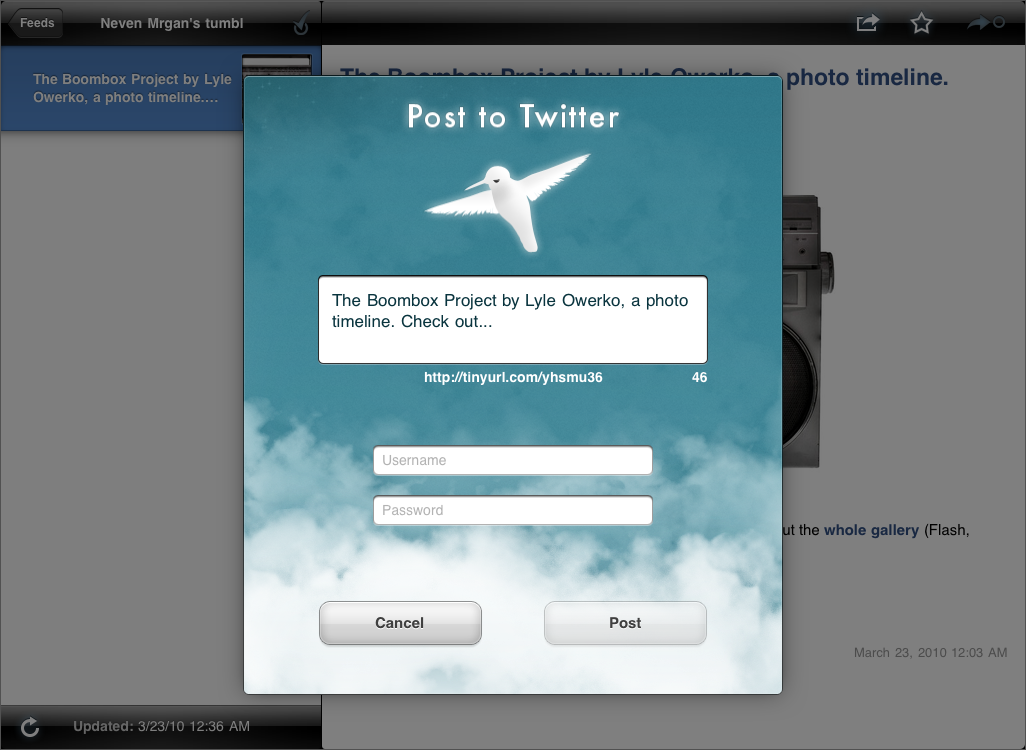 Feeds
Neven Mrgan's tumbl
The Boombox Project by Lyle
Owerko, a photo timeline....
The Boombox Project by Lyle Owerko, a photo timeline.
Post to Twitter
The Boombox Project by Lyle Owerko, a photo
timeline. Check out...
http://tinyurl.com/yhsmu36
46
Username
Password
ut the whole gallery (Flash,
Cancel
Post
March 23, 2010 12:03 AM
Updated: 3/23/10 12:36 AM